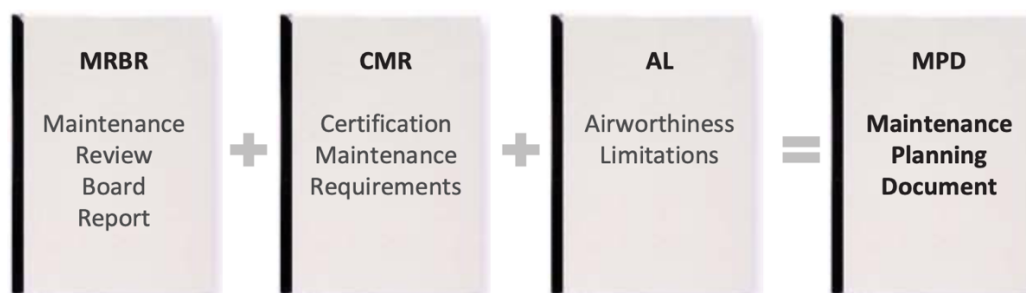 MRBR
Maintenance
Review
Board
Report
+
CMR
Certification
Maintenance
Requirements
+
AL
Airworthiness
Limitations
=
MPD
Maintenance
Planning
Document